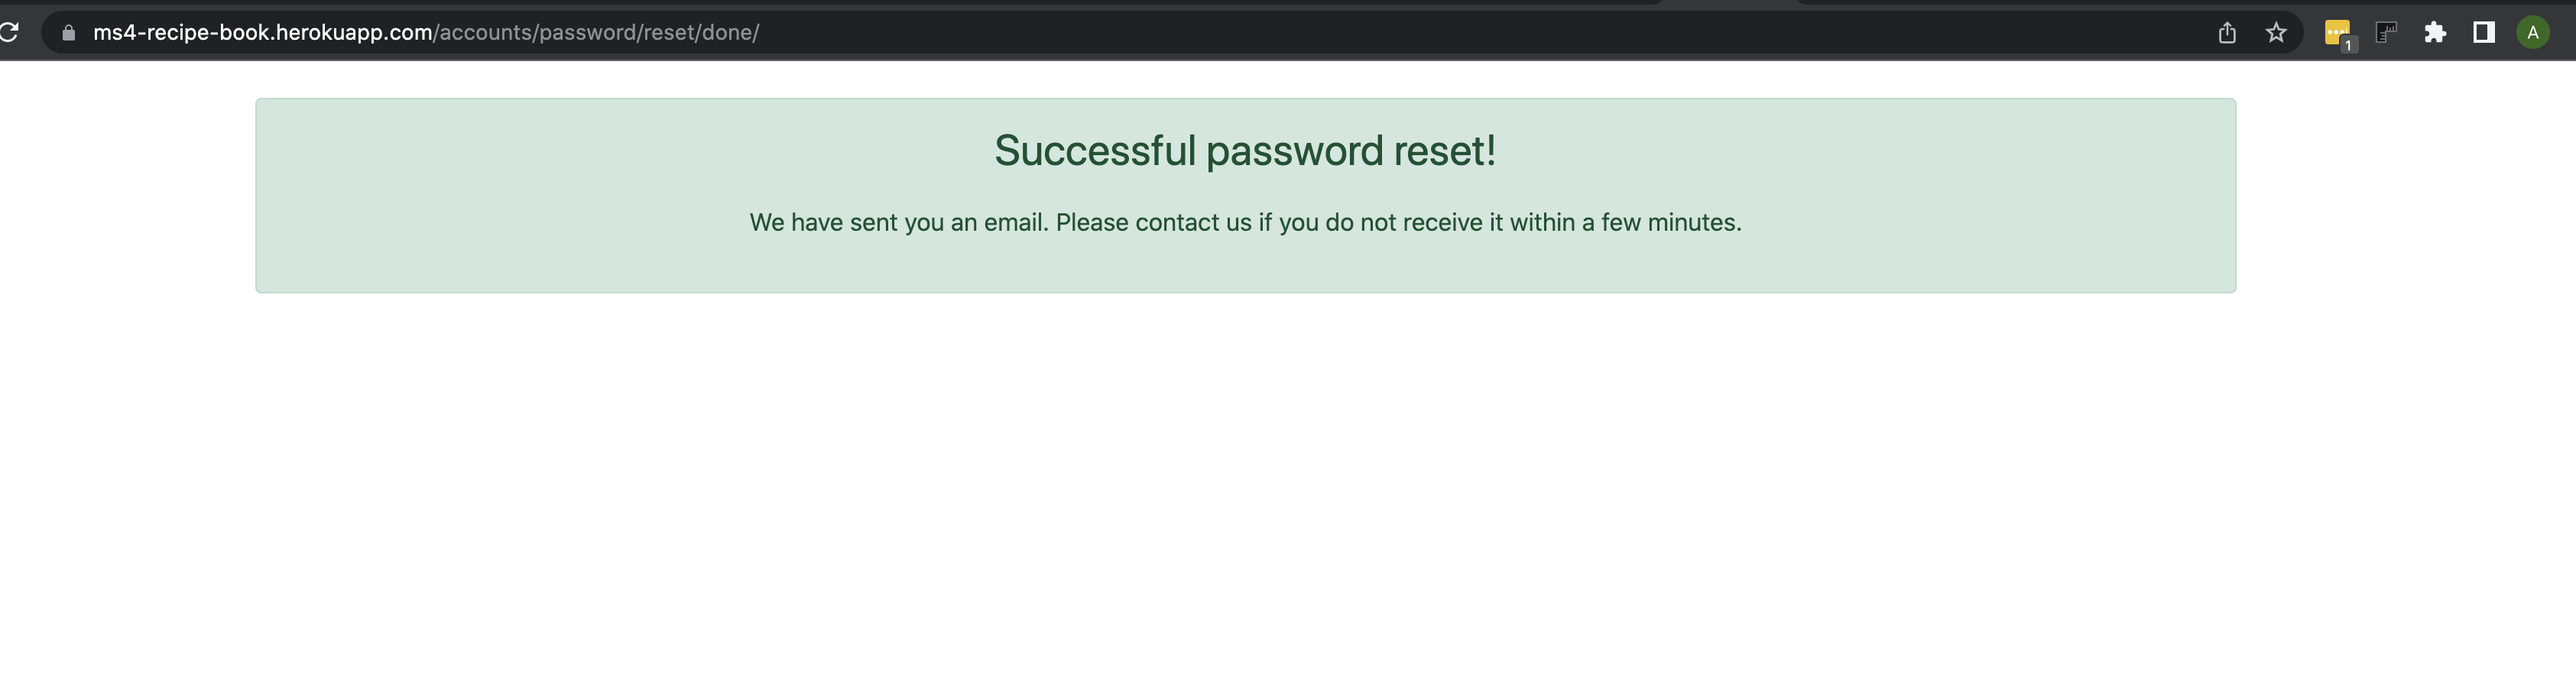 ms4-recipe-book.herokuapp.com/accounts/password/reset/done/
1
A
Successful password reset!
We have sent you an email. Please contact us if you do not receive it within a few minutes.